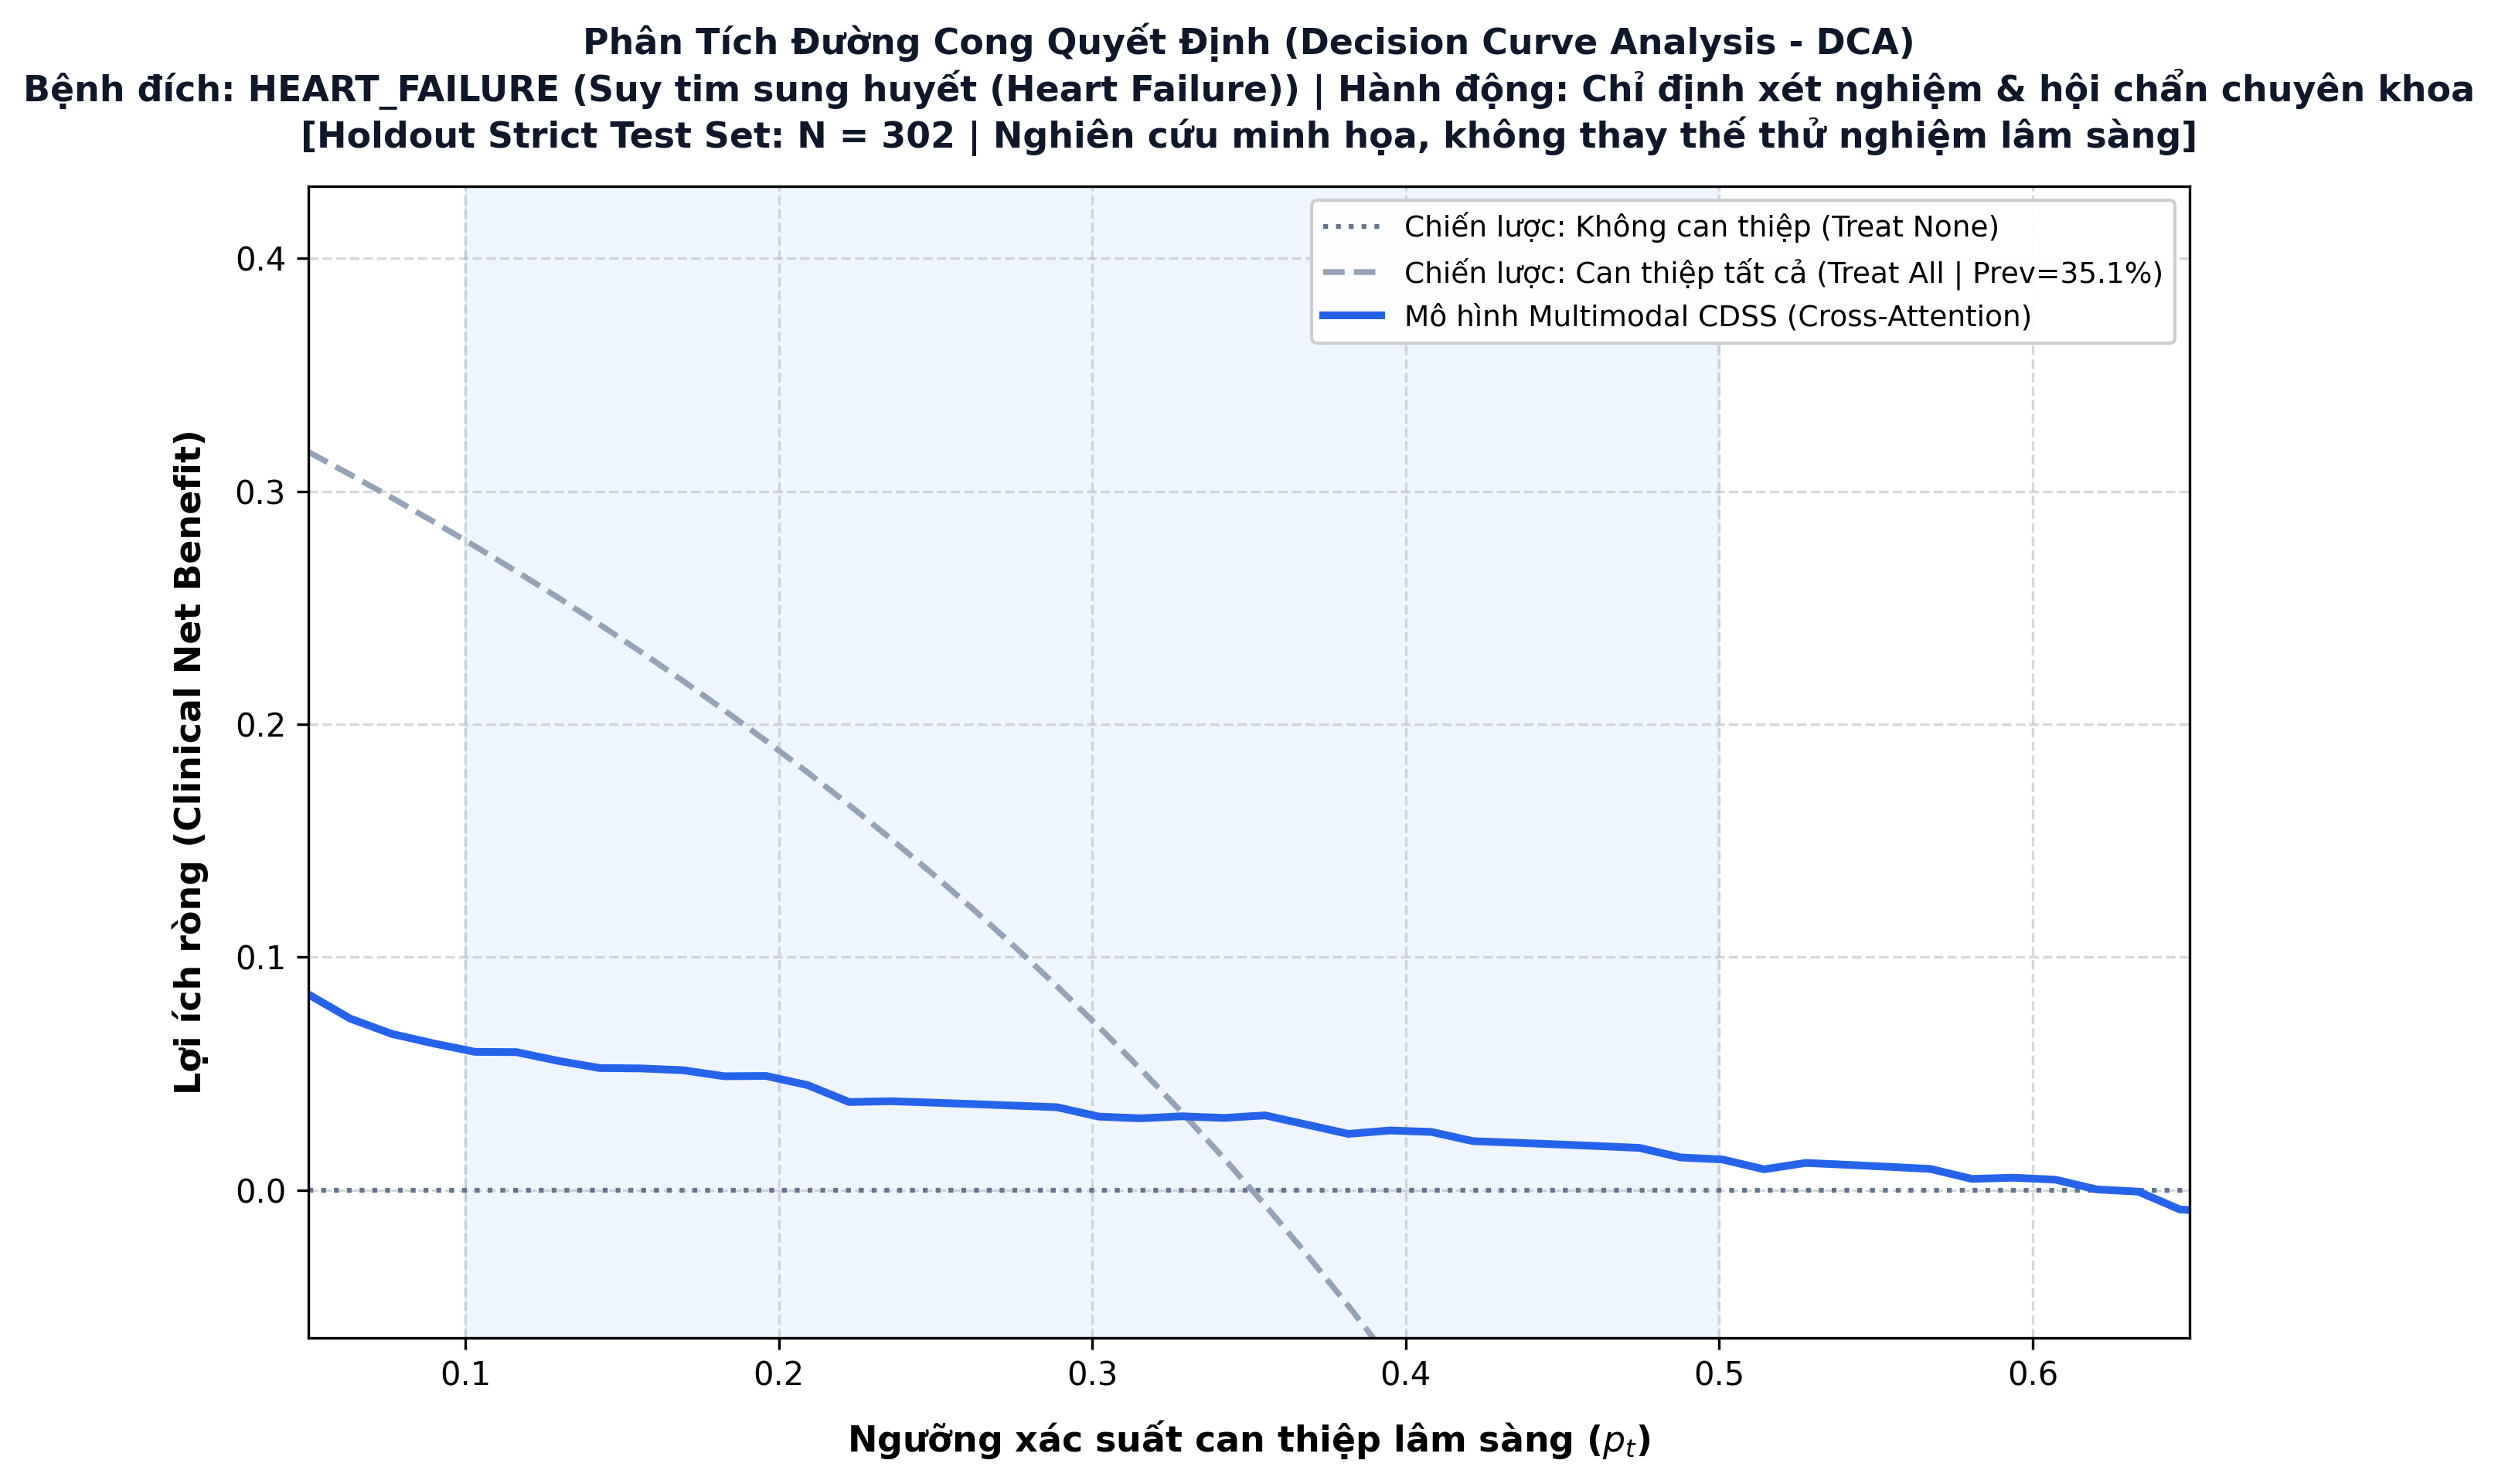 Phân Tích Đường Cong Quyết Định (Decision Curve Analysis - DCA)
Bệnh đích: HEART_FAILURE (Suy tim sung huyết (Heart Failure)) | Hành động: Chỉ định xét nghiệm & hội chẩn chuyên khoa
[Holdout Strict Test Set: N = 302 | Nghiên cứu minh họa, không thay thế thử nghiệm lâm sàng]
Chiến lược: Không can thiệp (Treat None)
Chiến lược: Can thiệp tất cả (Treat All | Prev=35.1%)
Mô hình Multimodal CDSS (Cross-Attention)
Lợi ích ròng (Clinical Net Benefit)
0.4
0.3
0.2
0.1
0.0
0.1
0.2
0.3
0.4
0.5
0.6
Ngưỡng xác suất can thiệp lâm sàng (pt)